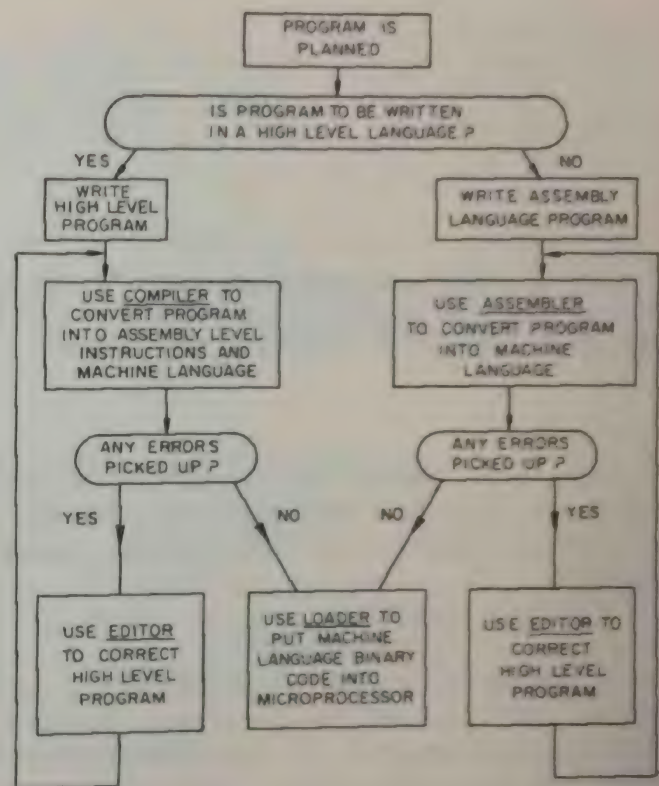 PROGRAM IS
PLANNED
IS PROGRAM TO BE WRITTEN
IN A HIGH LEVEL LANGUAGE ?
YES
NO
WRITE
HIGH LEVEL
PROGRAM
WRITE ASSEMBLY
LANGUAGE PROGRAM
USE COMPILER TO
CONVERT PROGRAM
INTO ASSEMBLY LEVEL
INSTRUCTIONS AND
MACHINE LANGUAGE
USE ASSEMBLER
TO CONVERT PROGRAM
INTO MACHINE
LANGUAGE
ANY ERRORS
PICKED UP ?
ANY ERRORS
PICKED UP ?
YES
NO
NO
YES
USE EDITOR
TO CORRECT
HIGH LEVEL
PROGRAM
USE LOADER TO
PUT MACHINE
LANGUAGE BINARY
CODE INTO
MICROPROCESSOR
USE EDITOR TO
CORRECT
HIGH LEVEL
PROGRAM